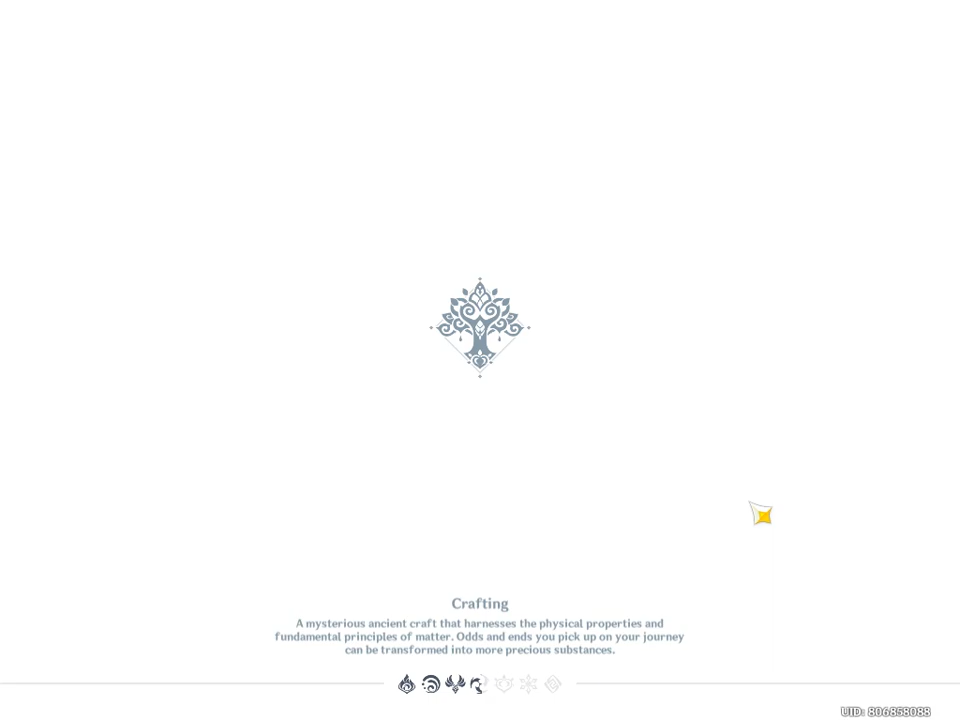 Crafting
A mysterious ancient craft that harnesses the physical properties and
fundamental principles of matter. Odds and ends you pick up on your journey
can be transformed into more precious substances.
UID: 806858088